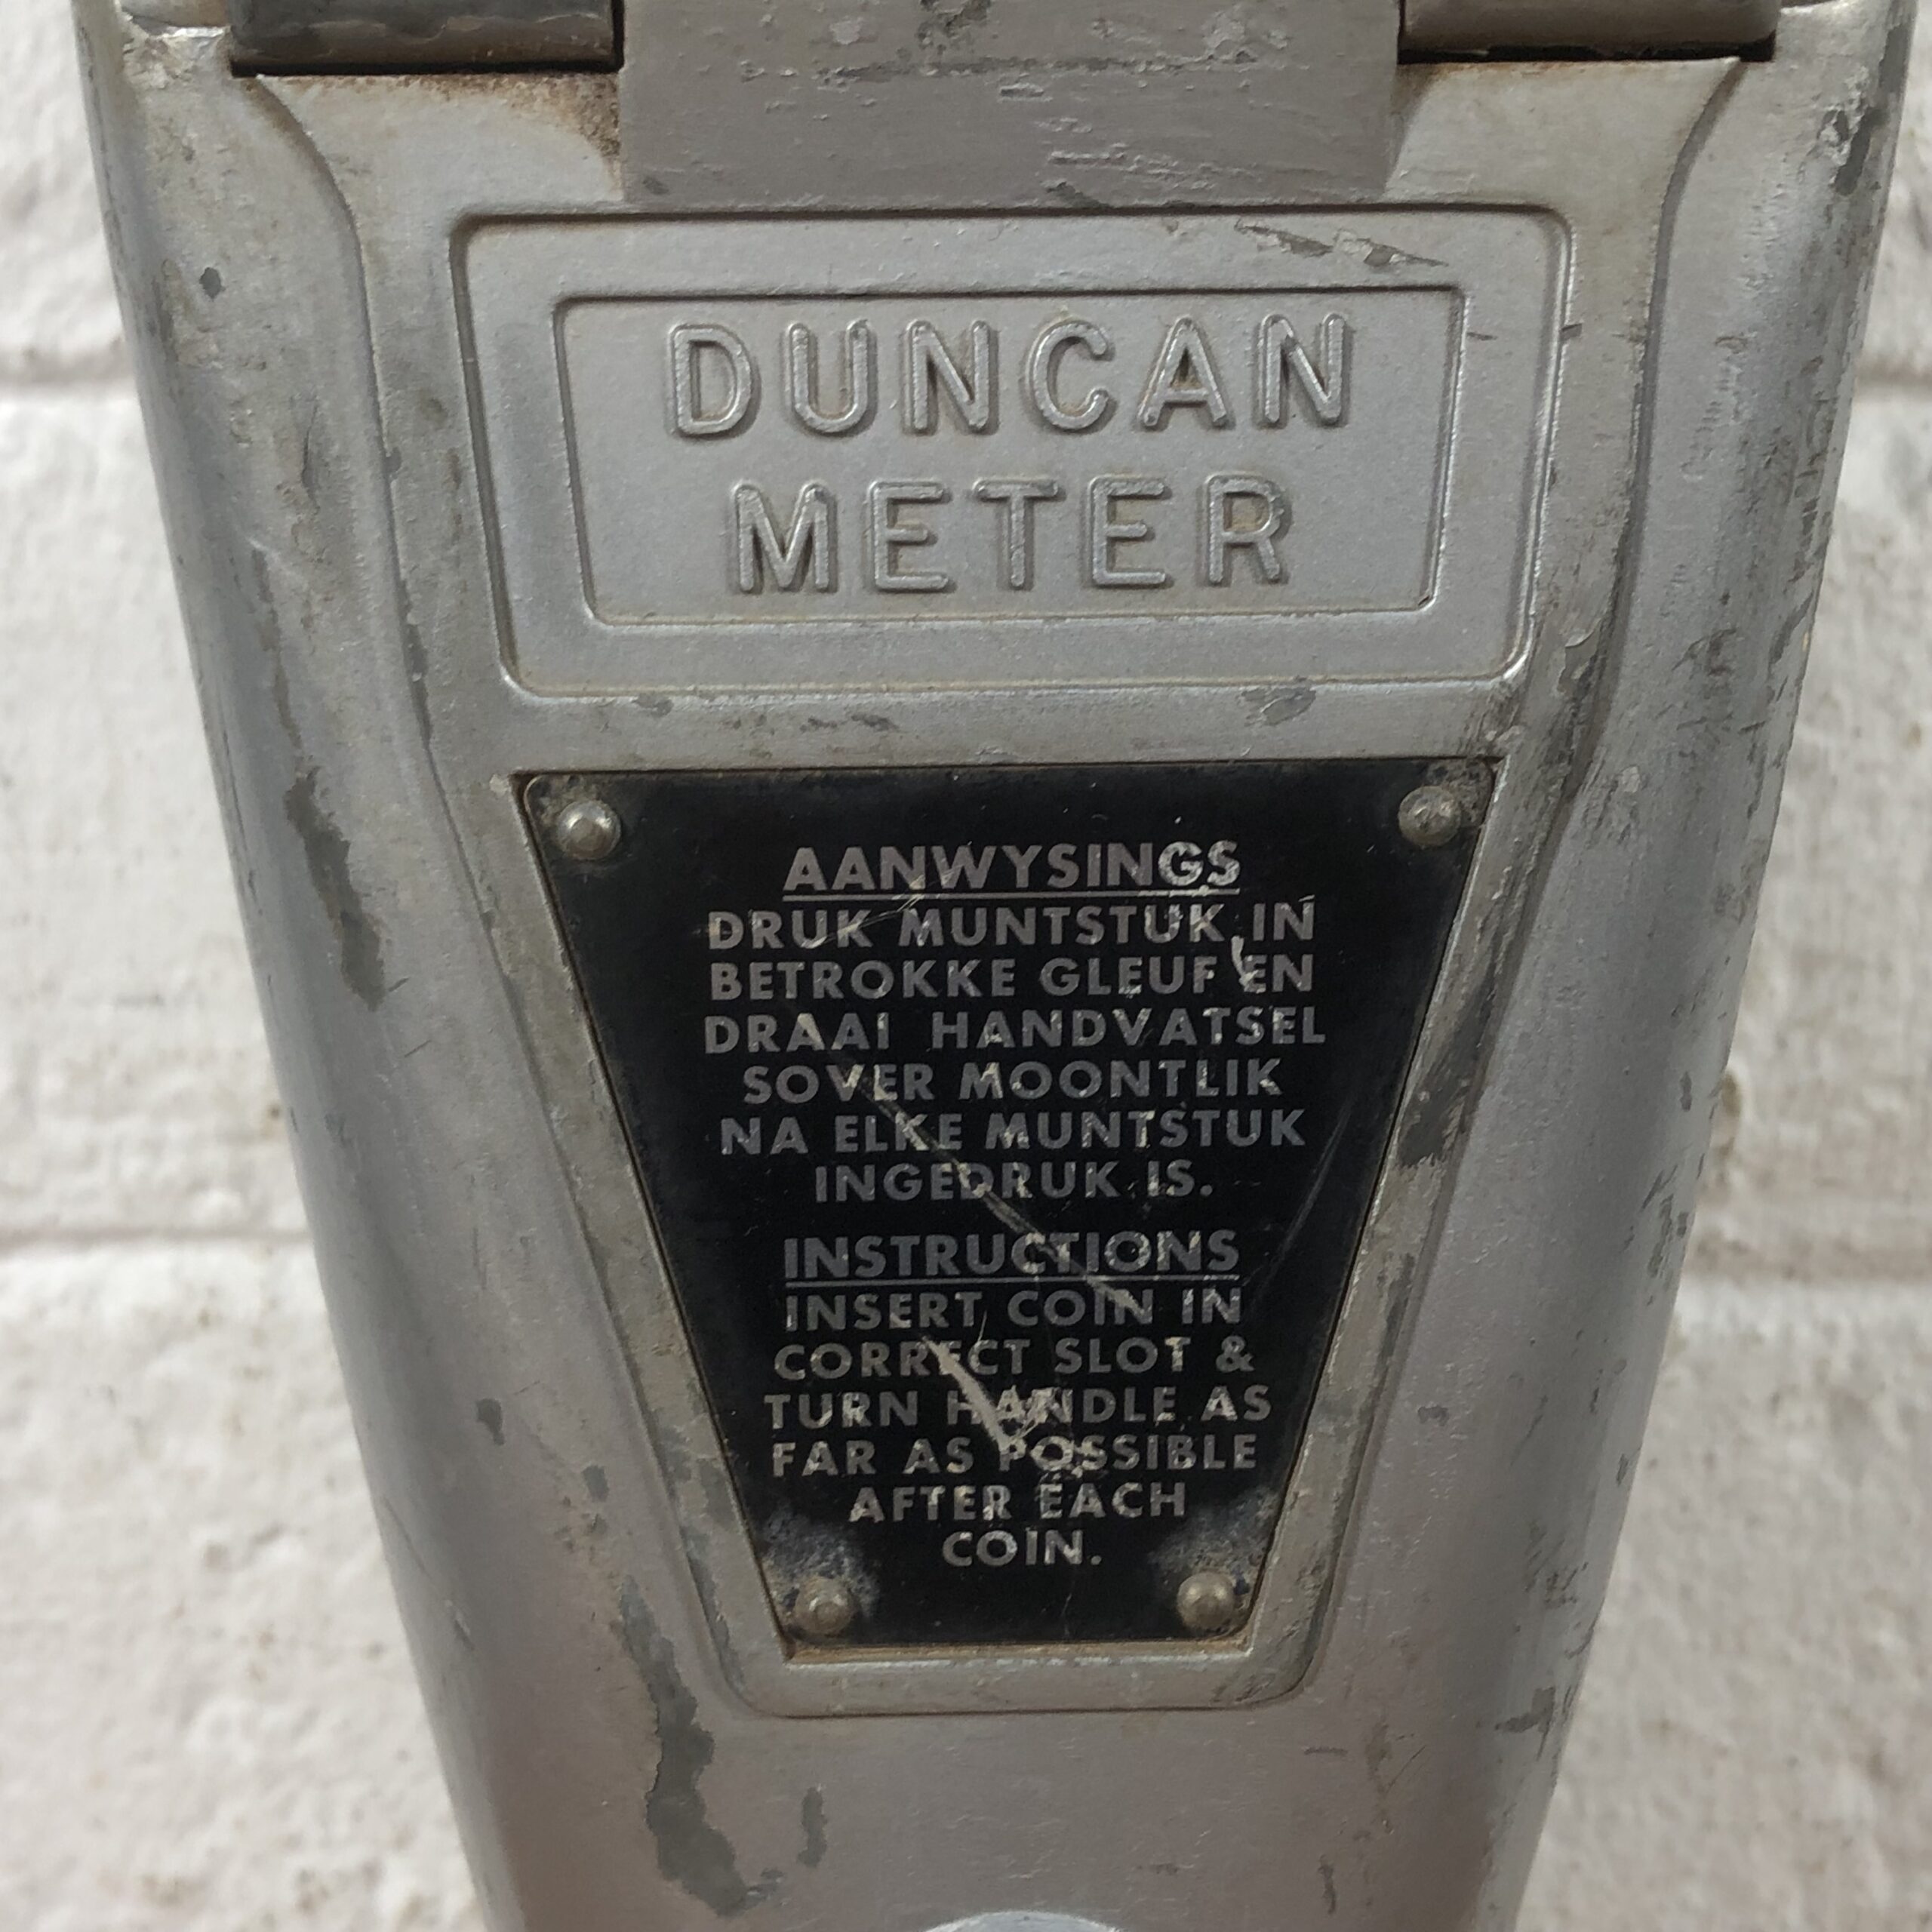 DUNCAN
METER
AANWYSINGS
DRUK MUNTSTUK IN
BETROKKE GLEUF EN
DRAAI HANDVATSEL
SOVER MOONTLIK
NA ELKE MUNTSTUK
INGEDRUK IS.
INSTRUCTIONS
INSERT COIN IN
CORRECT SLOT &
TURN HANDLE AS
FAR AS POSSIBLE
AFTER EACH
COIN.